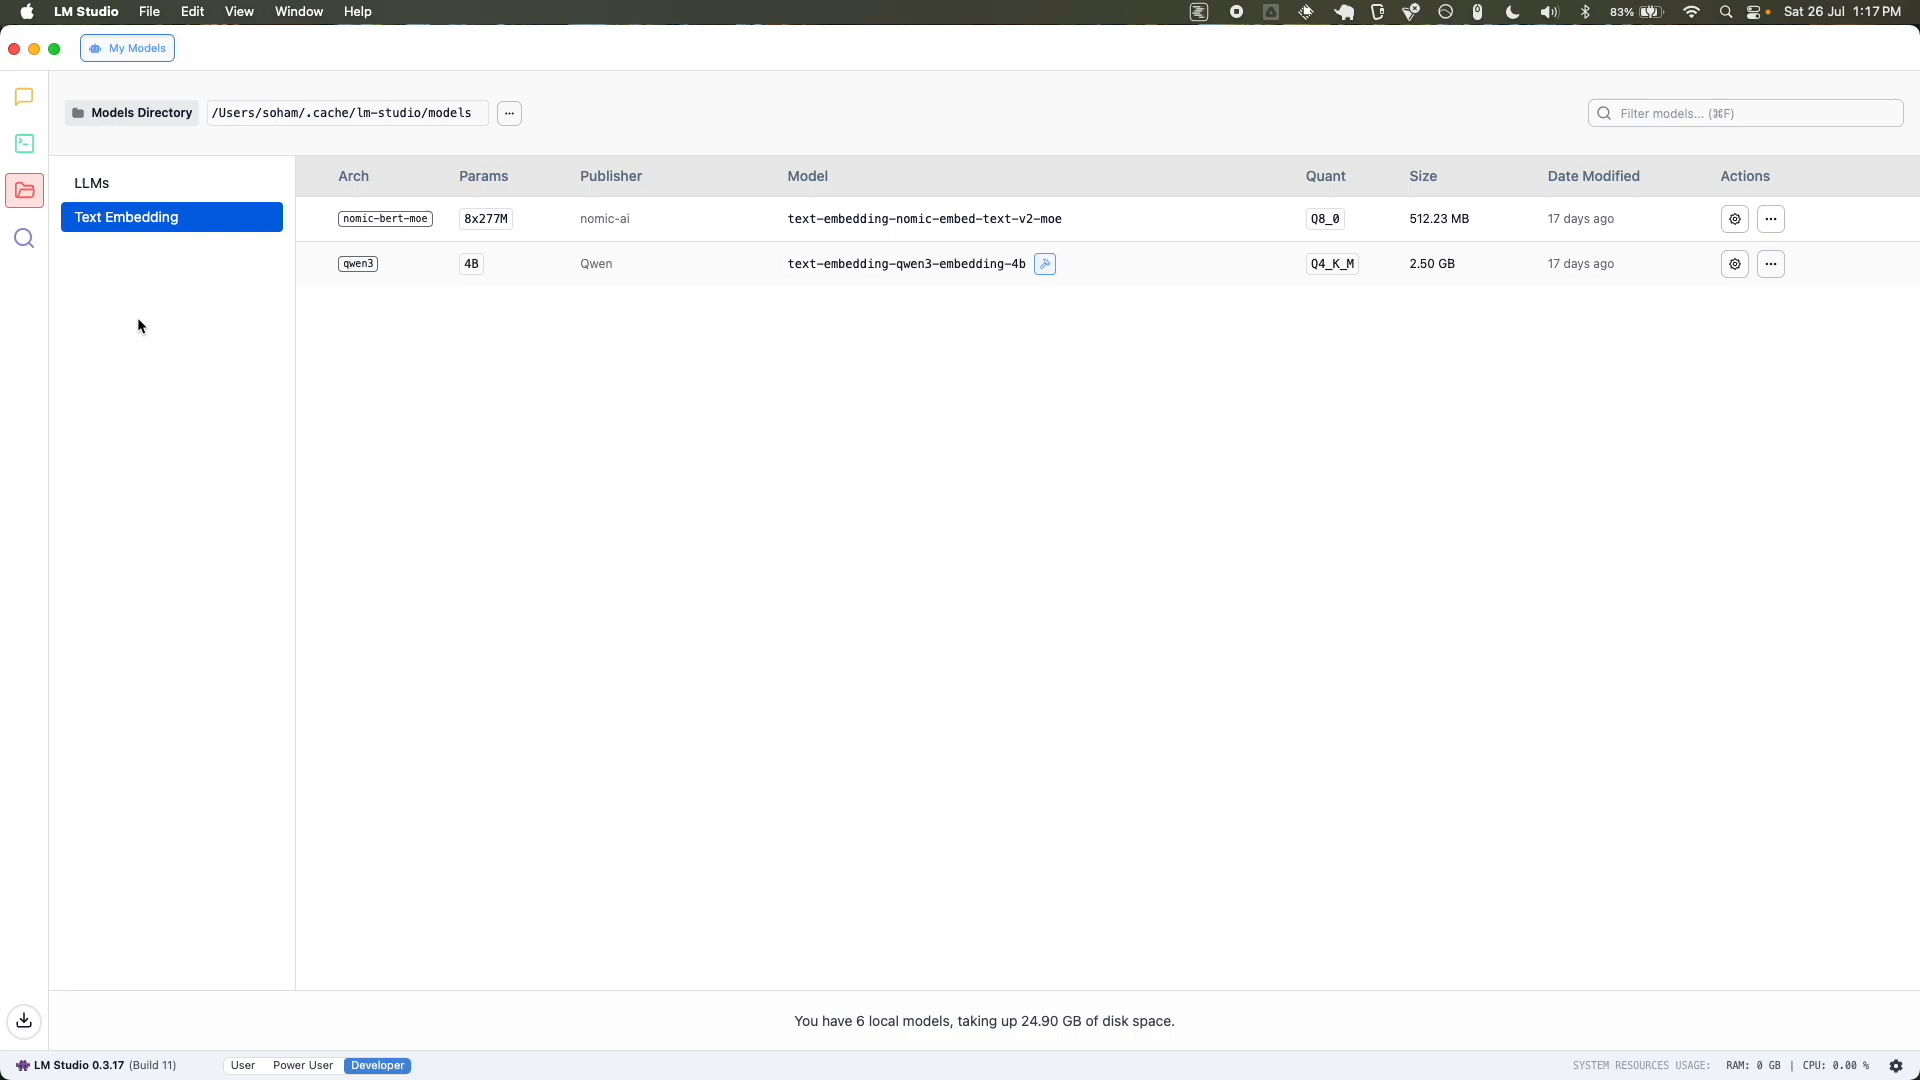 LM Studio File Edit View Window Help 83% Sat 26 Jul 1:17 PM
My Models
Models Directory /Users/soham/.cache/lm-studio/models ... Filter models... (⌘F)
LLMs
Text Embedding
Arch Params Publisher Model Quant Size Date Modified Actions
nomic-bert-moe 8x277M nomic-ai text-embedding-nomic-embed-text-v2-moe Q8_0 512.23 MB 17 days ago ...
qwen3 4B Qwen text-embedding-qwen3-embedding-4b Q4_K_M 2.50 GB 17 days ago ...
You have 6 local models, taking up 24.90 GB of disk space.
LM Studio 0.3.17 (Build 11) User Power User Developer SYSTEM RESOURCES USAGE: RAM: 0 GB | CPU: 0.00 %